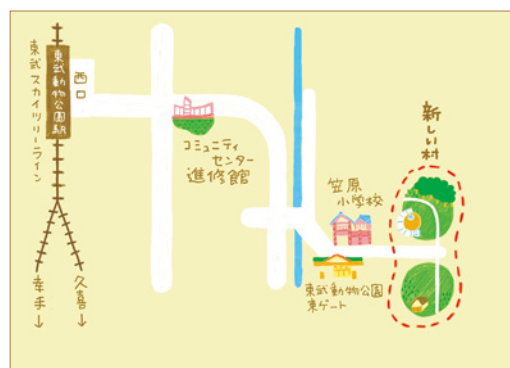 東武スカイツリーライン
東武動物公園駅
西口
コミュニティ
センター
進修館
笠原
小学校
新しい村
東武動物公園
東ゲート
幸手↓
久喜↓